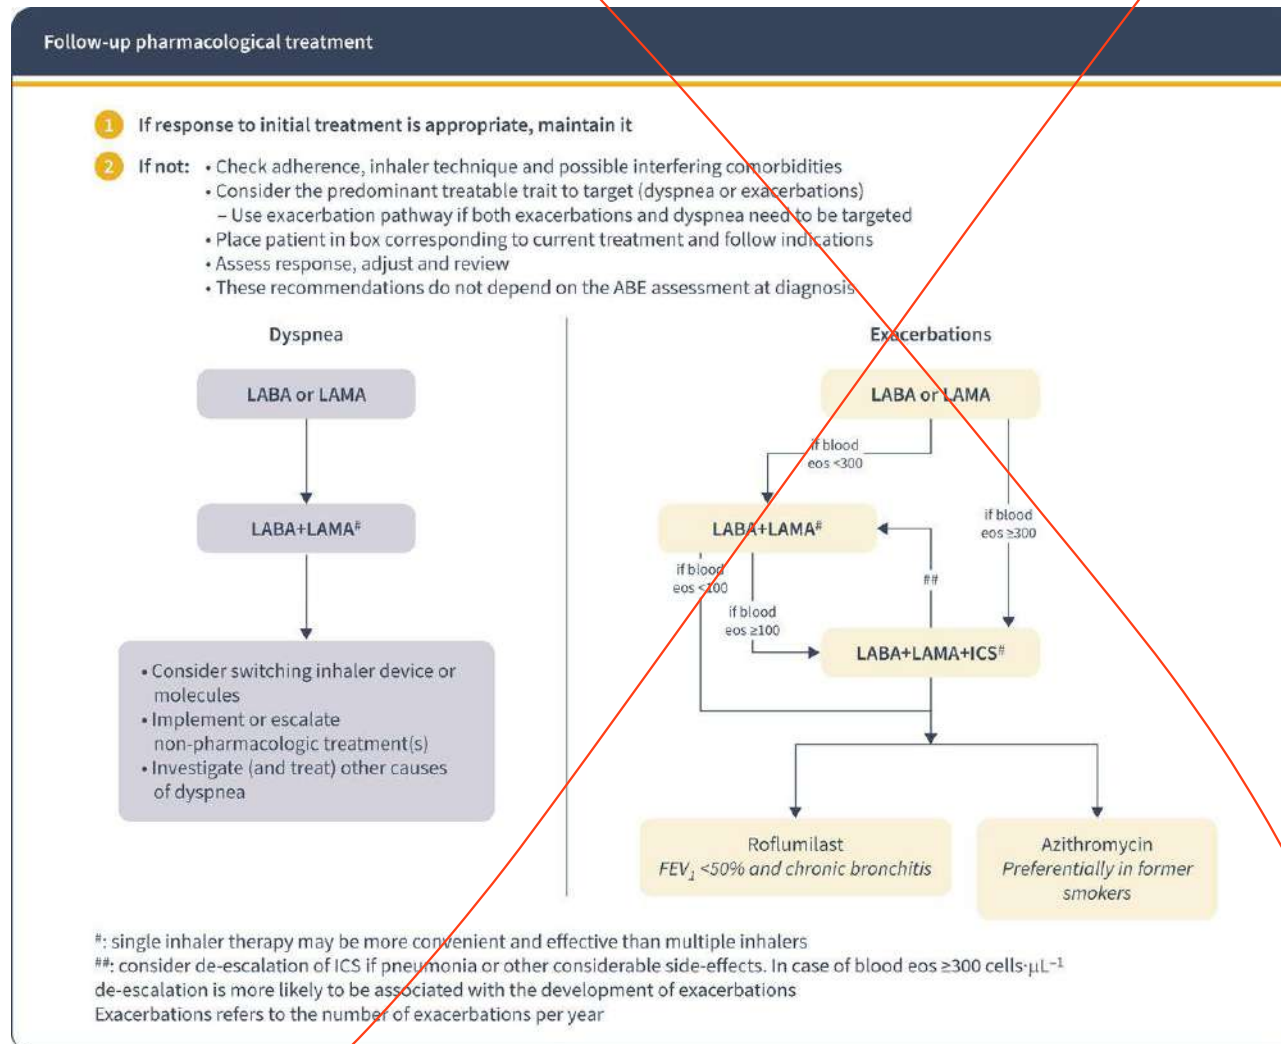 Follow-up pharmacological treatment
1 If response to initial treatment is appropriate, maintain it
2 If not: • Check adherence, inhaler technique and possible interfering comorbidities
• Consider the predominant treatable trait to target (dyspnea or exacerbations)
– Use exacerbation pathway if both exacerbations and dyspnea need to be targeted
• Place patient in box corresponding to current treatment and follow indications
• Assess response, adjust and review
• These recommendations do not depend on the ABE assessment at diagnosis
Dyspnea
LABA or LAMA
LABA+LAMA#
• Consider switching inhaler device or
molecules
• Implement or escalate
non-pharmacologic treatment(s)
• Investigate (and treat) other causes
of dyspnea
Exacerbations
LABA or LAMA
if blood
eos <300
if blood
eos ≥300
LABA+LAMA#
if blood
eos <100
if blood
eos ≥100
##
LABA+LAMA+ICS#
Roflumilast
FEV1 <50% and chronic bronchitis
Azithromycin
Preferentially in former
smokers
#: single inhaler therapy may be more convenient and effective than multiple inhalers
##: consider de-escalation of ICS if pneumonia or other considerable side-effects. In case of blood eos ≥300 cells·µL⁻¹
de-escalation is more likely to be associated with the development of exacerbations
Exacerbations refers to the number of exacerbations per year